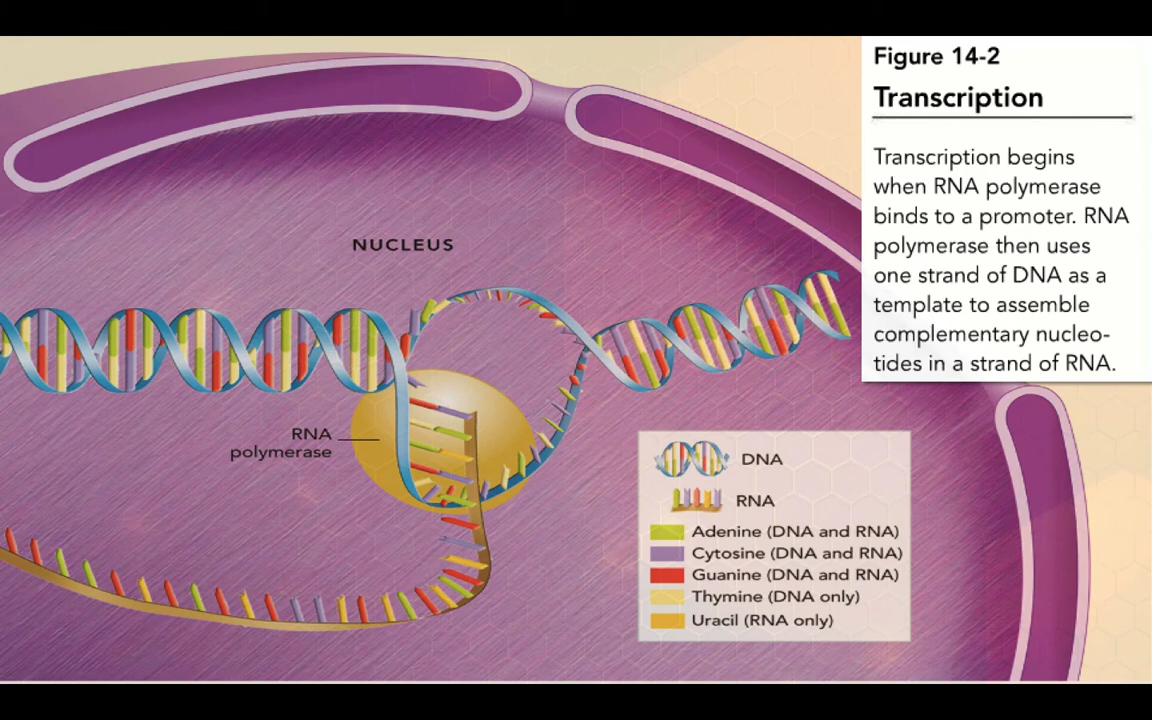 Figure 14-2
Transcription
Transcription begins
when RNA polymerase
binds to a promoter. RNA
polymerase then uses
one strand of DNA as a
template to assemble
complementary nucleo-
tides in a strand of RNA.
NUCLEUS
RNA
polymerase
DNA
RNA
Adenine (DNA and RNA)
Cytosine (DNA and RNA)
Guanine (DNA and RNA)
Thymine (DNA only)
Uracil (RNA only)